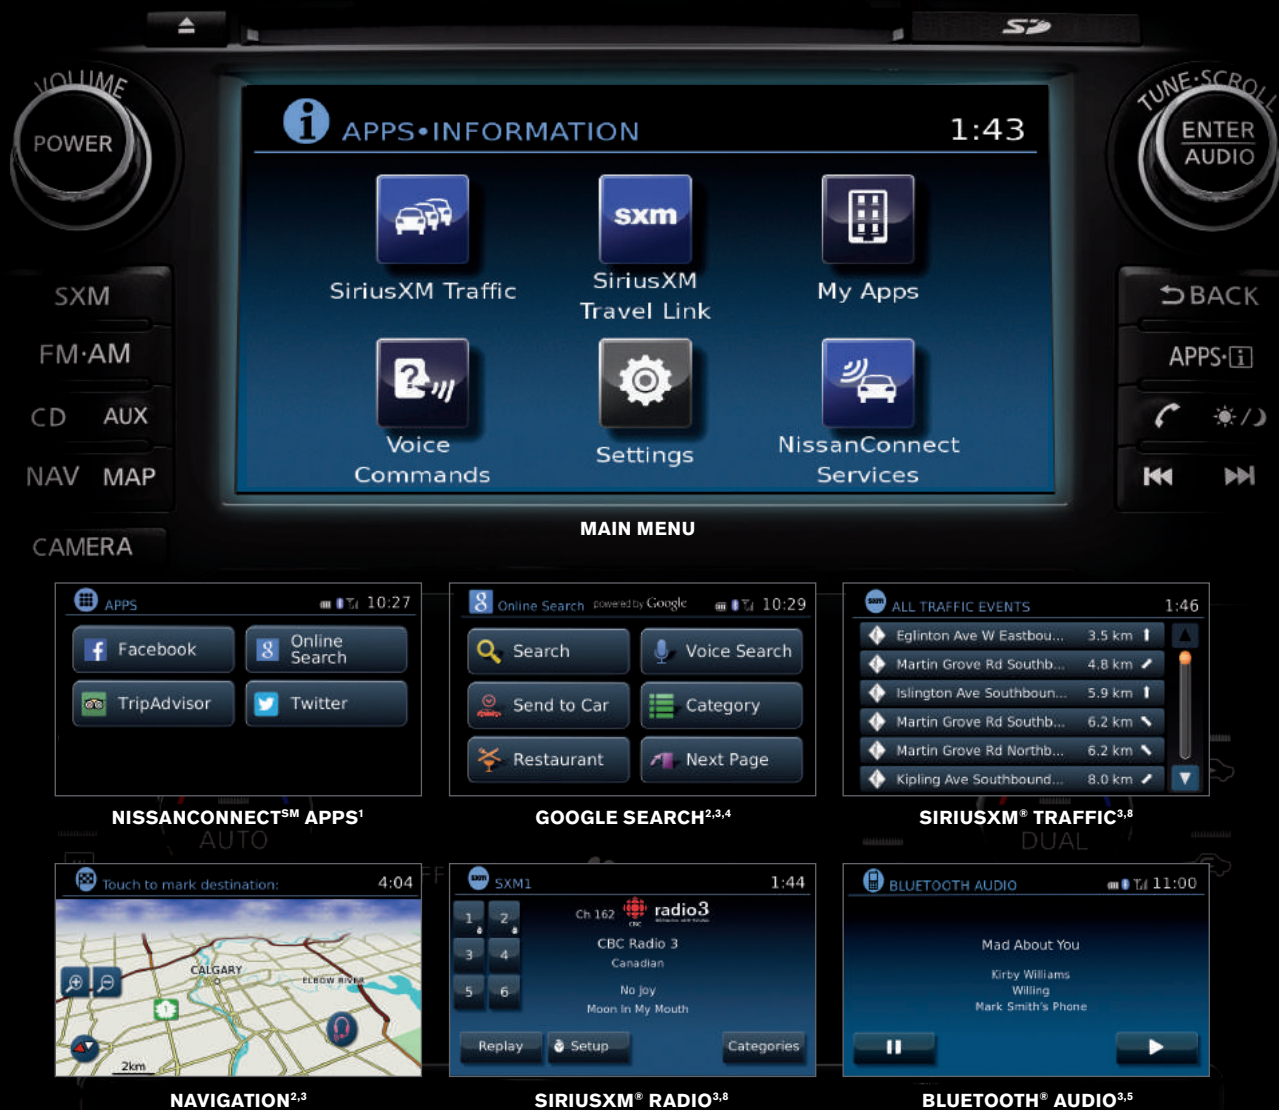 SD
VOLUME
POWER
TUNE·SCROLL
ENTER
AUDIO
i APPS•INFORMATION 1:43
sxm
SiriusXM Traffic
SiriusXM
Travel Link
My Apps
?
Voice
Commands
Settings
NissanConnect
Services
SXM
FM·AM
CD AUX
NAV MAP
CAMERA
BACK
APPS·i
MAIN MENU
APPS 10:27
f Facebook
8 Online
Search
TripAdvisor
Twitter
NISSANCONNECT℠ APPS¹
8 Online Search powered by Google 10:29
Search
Voice Search
Send to Car
Category
Restaurant
Next Page
GOOGLE SEARCH²,³,⁴
sxm ALL TRAFFIC EVENTS 1:46
Eglinton Ave W Eastbou... 3.5 km
Martin Grove Rd Southb... 4.8 km
Islington Ave Southboun... 5.9 km
Martin Grove Rd Southb... 6.2 km
Martin Grove Rd Northb... 6.2 km
Kipling Ave Southbound... 8.0 km
SIRIUSXM® TRAFFIC³,⁸
AUTO
DUAL
Touch to mark destination: 4:04
CALGARY
ELBOW RIVER
1
2km
NAVIGATION²,³
sxm SXM1 1:44
1 2
3 4
5 6
Ch 162 CBC radio3
CBC Radio 3
Canadian
No Joy
Moon In My Mouth
Replay Setup Categories
SIRIUSXM® RADIO³,⁸
BLUETOOTH AUDIO 11:00
Mad About You
Kirby Williams
Willing
Mark Smith's Phone
BLUETOOTH® AUDIO³,⁵